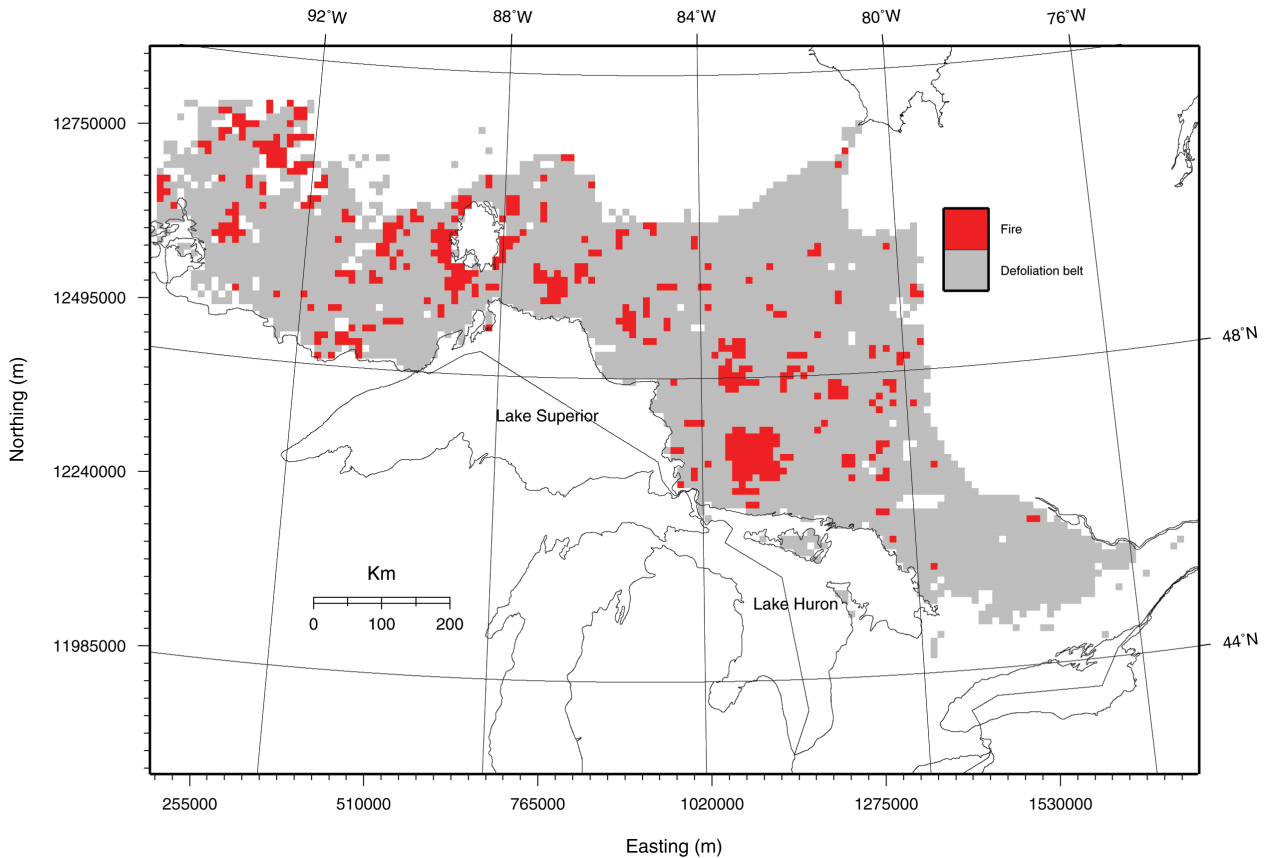 92°W 88°W 84°W 80°W 76°W
12750000
Fire
Defoliation belt
12495000
48°N
Northing (m)
Lake Superior
12240000
Km
Lake Huron
0 100 200
11985000
44°N
255000 510000 765000 1020000 1275000 1530000
Easting (m)